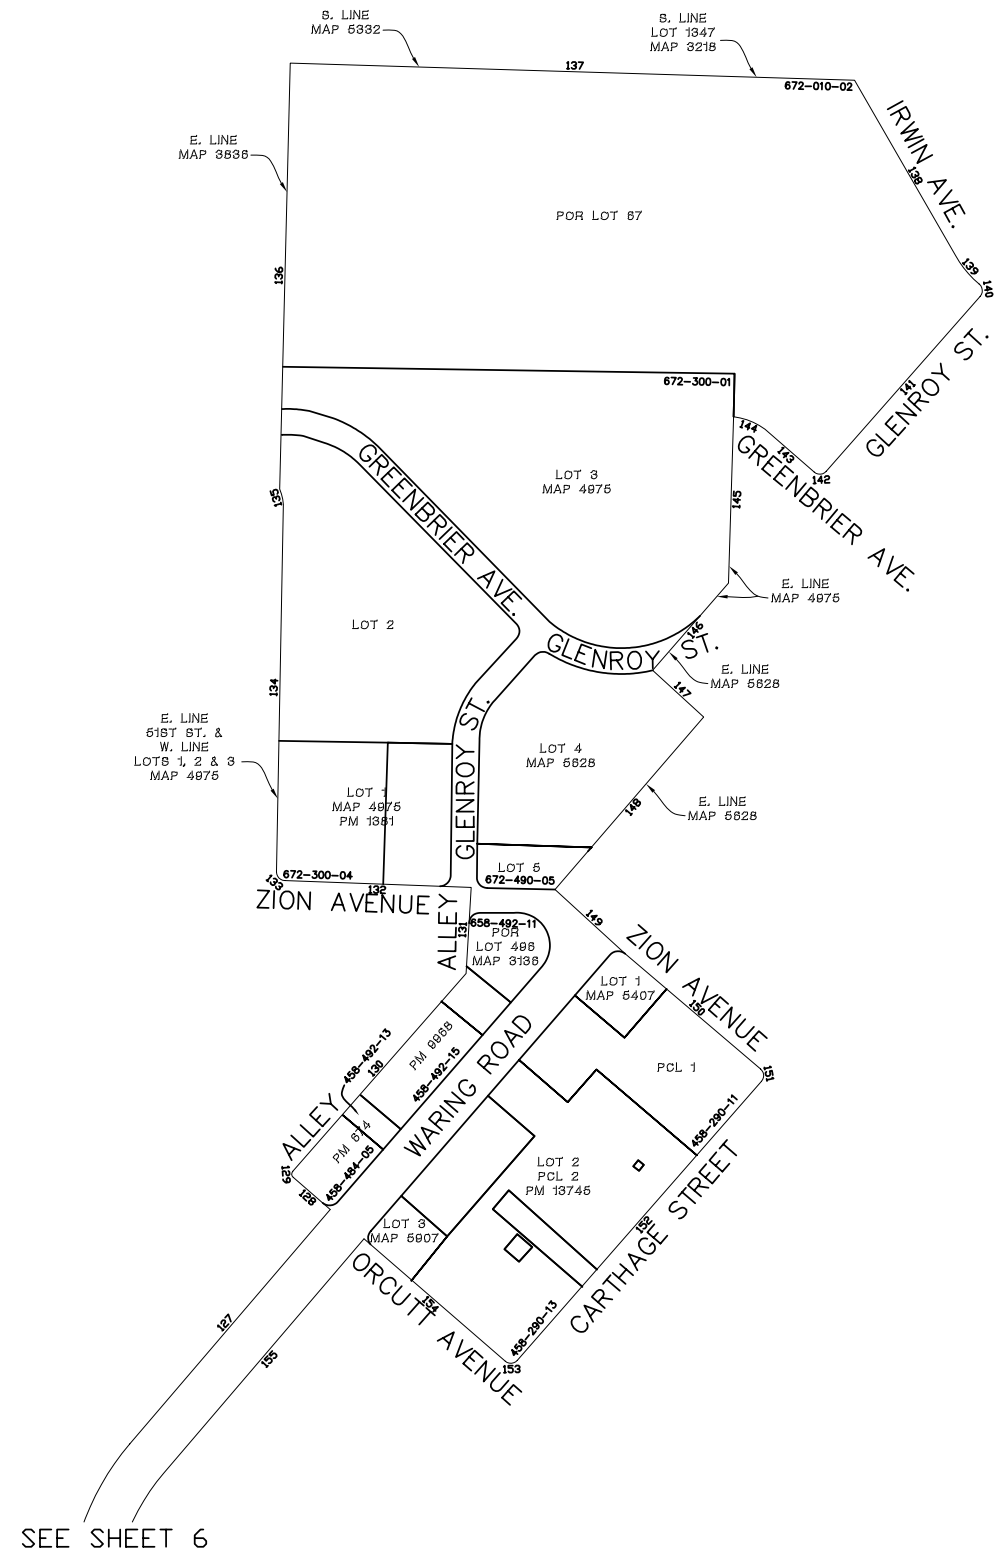 S. LINE
MAP 5332
S. LINE
LOT 1347
MAP 3218
137
672-010-02
IRWIN AVE.
138
E. LINE
MAP 3836
POR LOT 67
136
139
140
141
GLENROY ST.
672-300-01
144
143
142
GREENBRIER AVE.
145
LOT 3
MAP 4975
GREENBRIER AVE.
135
E. LINE
MAP 4975
LOT 2
146
GLENROY ST.
E. LINE
MAP 5628
147
134
E. LINE
51ST ST. &
W. LINE
LOTS 1, 2 & 3
MAP 4975
GLENROY ST.
LOT 4
MAP 5628
LOT 1
MAP 4975
PM 1381
148
E. LINE
MAP 5628
LOT 5
672-490-05
133
672-300-04
132
ZION AVENUE
ALLEY
131
658-492-11
POR
LOT 496
MAP 3136
149
ZION AVENUE
150
151
LOT 1
MAP 5407
PCL 1
458-492-13
130
PM 9968
458-492-15
WARING ROAD
ALLEY
PM 674
458-484-05
129
128
458-290-11
LOT 2
PCL 2
PM 13745
CARTHAGE STREET
152
LOT 3
MAP 5907
ORCUTT AVENUE
154
458-290-13
153
127
155
SEE SHEET 6